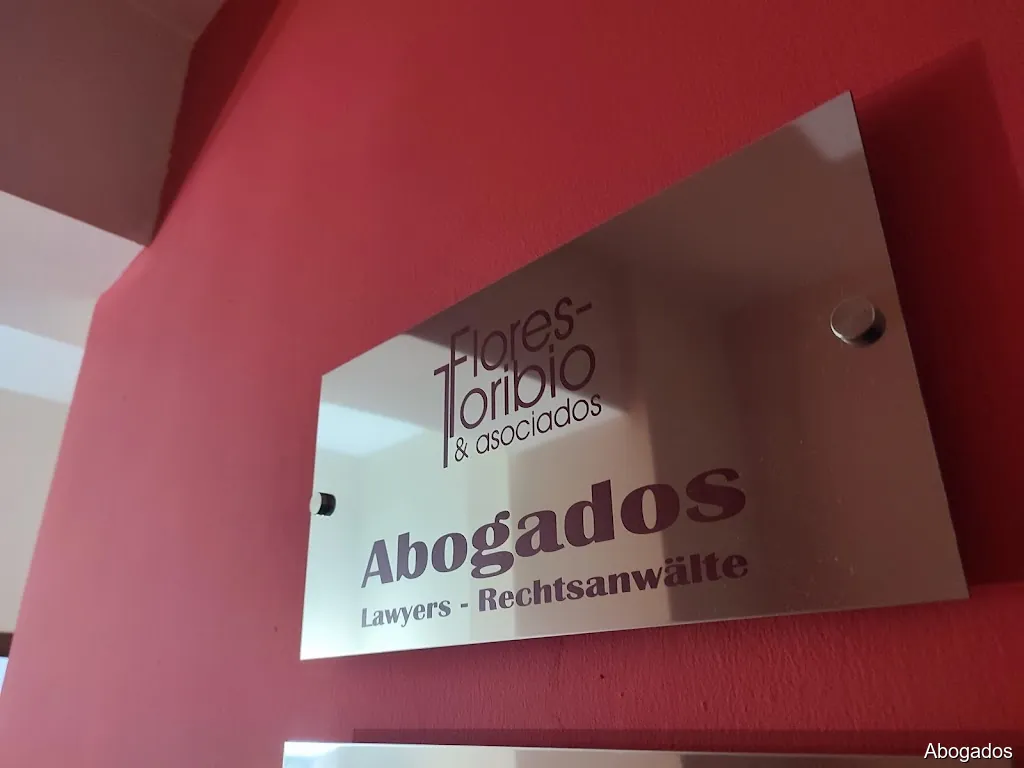 Flores-
Toribio
& asociados
Abogados
Lawyers - Rechtsanwälte
Abogados